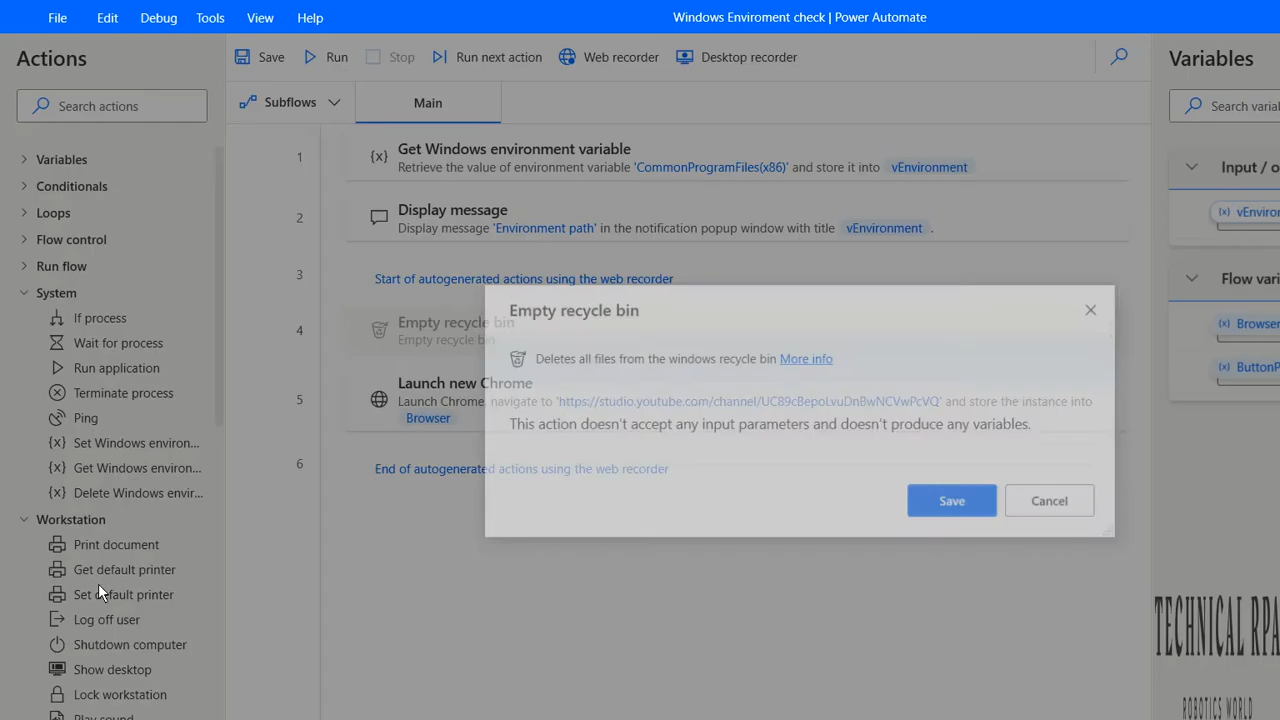 File Edit Debug Tools View Help
Windows Enviroment check | Power Automate
Actions
Search actions
Variables
Conditionals
Loops
Flow control
Run flow
System
If process
Wait for process
Run application
Terminate process
Ping
Set Windows environ...
Get Windows environ...
Delete Windows envir...
Workstation
Print document
Get default printer
Set default printer
Log off user
Shutdown computer
Show desktop
Lock workstation
Play sound
Save Run Stop Run next action Web recorder Desktop recorder
Subflows Main
1 Get Windows environment variable
Retrieve the value of environment variable 'CommonProgramFiles(x86)' and store it into vEnvironment
2 Display message
Display message 'Environment path' in the notification popup window with title vEnvironment .
3 Start of autogenerated actions using the web recorder
4 Empty recycle bin
Empty recycle bin
5 Launch new Chrome
Launch Chrome, navigate to 'https://studio.youtube.com/channel/UC89cBepoLvuDnBwNCVwPcVQ' and store the instance into
Browser
6 End of autogenerated actions using the web recorder
Empty recycle bin
Deletes all files from the windows recycle bin More info
This action doesn't accept any input parameters and doesn't produce any variables.
Save Cancel
Variables
Search varial
Input / o
{x} vEnviror
Flow vari
{x} Browser
{x} ButtonP
TECHNICAL RPA
ROBOTICS WORLD